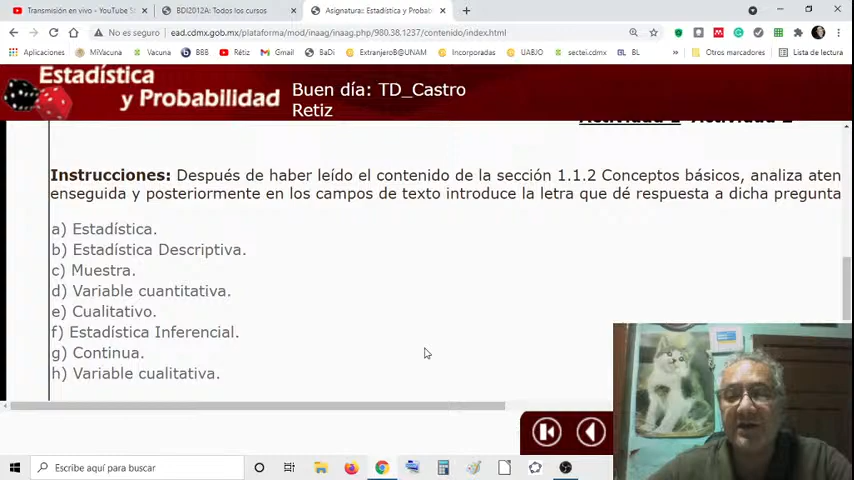 Transmisión en vivo - YouTube S
BDI2012A: Todos los cursos
Asignatura: Estadística y Probab
No es seguro
ead.cdmx.gob.mx/plataforma/mod/inaag/inaag.php/980.38.1237/contenido/index.html
Aplicaciones
MiVacuna
Vacuna
BBB
Rétiz
Gmail
BaDi
ExtranjeroB@UNAM
Incorporadas
UABJO
sectei.cdmx
BL
Otros marcadores
Lista de lectura
Estadística
y Probabilidad
Buen día: TD_Castro
Retiz
Instrucciones: Después de haber leído el contenido de la sección 1.1.2 Conceptos básicos, analiza aten
enseguida y posteriormente en los campos de texto introduce la letra que dé respuesta a dicha pregunta
a) Estadística.
b) Estadística Descriptiva.
c) Muestra.
d) Variable cuantitativa.
e) Cualitativo.
f) Estadística Inferencial.
g) Continua.
h) Variable cualitativa.
Escribe aquí para buscar